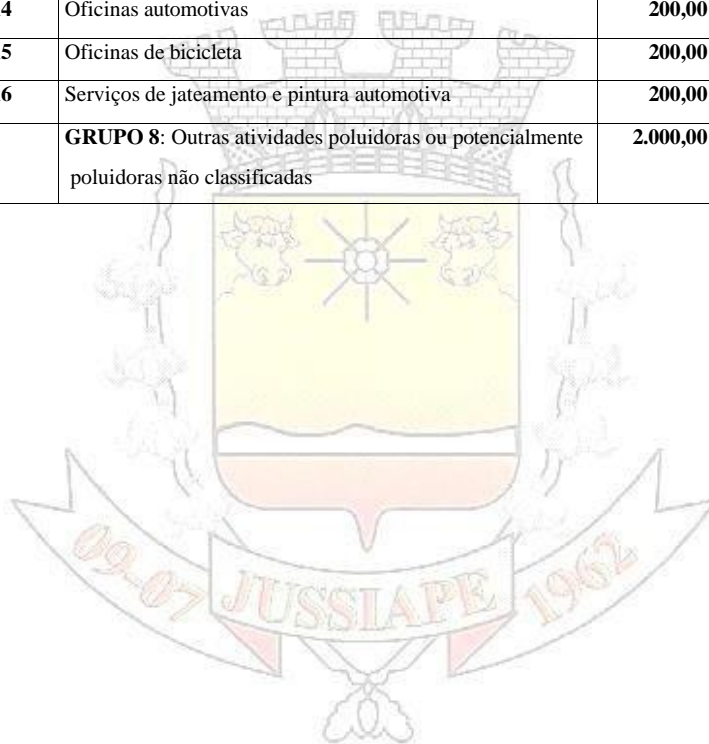 4 Oficinas automotivas 200,00
5 Oficinas de bicicleta 200,00
6 Serviços de jateamento e pintura automotiva 200,00
GRUPO 8: Outras atividades poluidoras ou potencialmente 2.000,00
poluidoras não classificadas
09-07 JUSSIAPE 1962